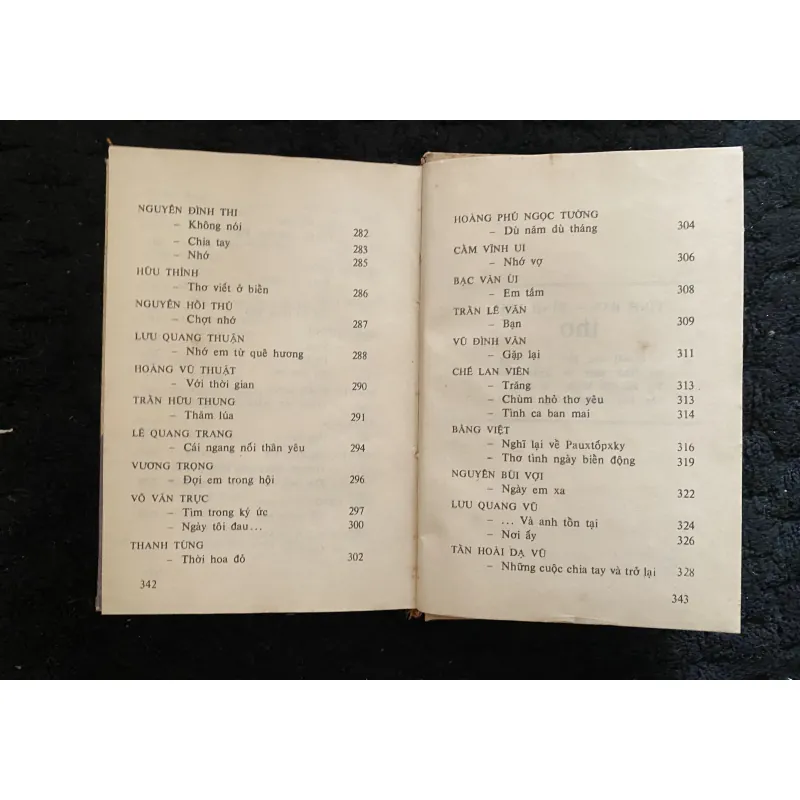 NGUYỄN ĐÌNH THI
– Không nói 282
– Chia tay 283
– Nhớ 285
HỮU THỈNH
– Thơ viết ở biển 286
NGUYỄN HỒI THỦ
– Chợt nhớ 287
LƯU QUANG THUẬN
– Nhớ em từ quê hương 288
HOÀNG VŨ THUẬT
– Với thời gian 290
TRẦN HỮU THUNG
– Thăm lúa 291
LÊ QUANG TRANG
– Cái ngang nối thân yêu 294
VƯƠNG TRỌNG
– Đợi em trong hội 296
VÕ VĂN TRỰC
– Tìm trong ký ức 297
– Ngày tôi đau... 300
THANH TÙNG
– Thời hoa đỏ 302
342
HOÀNG PHỦ NGỌC TƯỜNG
– Dù năm dù tháng 304
CẦM VĨNH UI
– Nhớ vợ 306
BẠC VĂN ÙI
– Em tắm 308
TRẦN LÊ VĂN
– Bạn 309
VŨ ĐÌNH VĂN
– Gặp lại 311
CHẾ LAN VIÊN
– Trăng 313
– Chùm nhỏ thơ yêu 313
– Tình ca ban mai 314
BẰNG VIỆT
– Nghĩ lại về Pauxtốpxky 316
– Thơ tình ngày biển động 319
NGUYỄN BÙI VỢI
– Ngày em xa 322
LƯU QUANG VŨ
– ... Và anh tồn tại 324
– Nơi ấy 326
TẦN HOÀI DẠ VŨ
– Những cuộc chia tay và trở lại 328
343